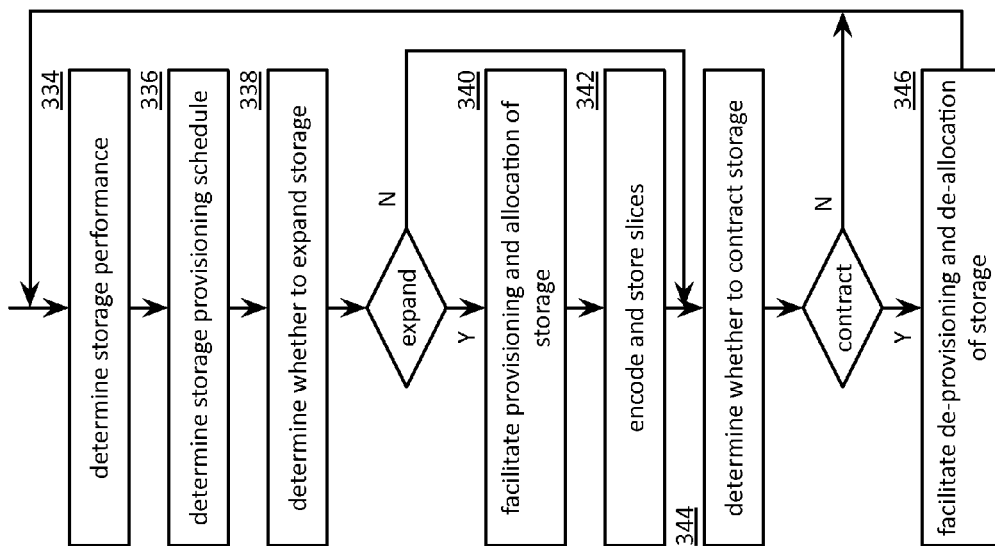 334
determine storage performance
336
determine storage provisioning schedule
338
determine whether to expand storage
expand
N
Y
340
facilitate provisioning and allocation of
storage
342
encode and store slices
344
determine whether to contract storage
contract
N
Y
346
facilitate de-provisioning and de-allocation
of storage